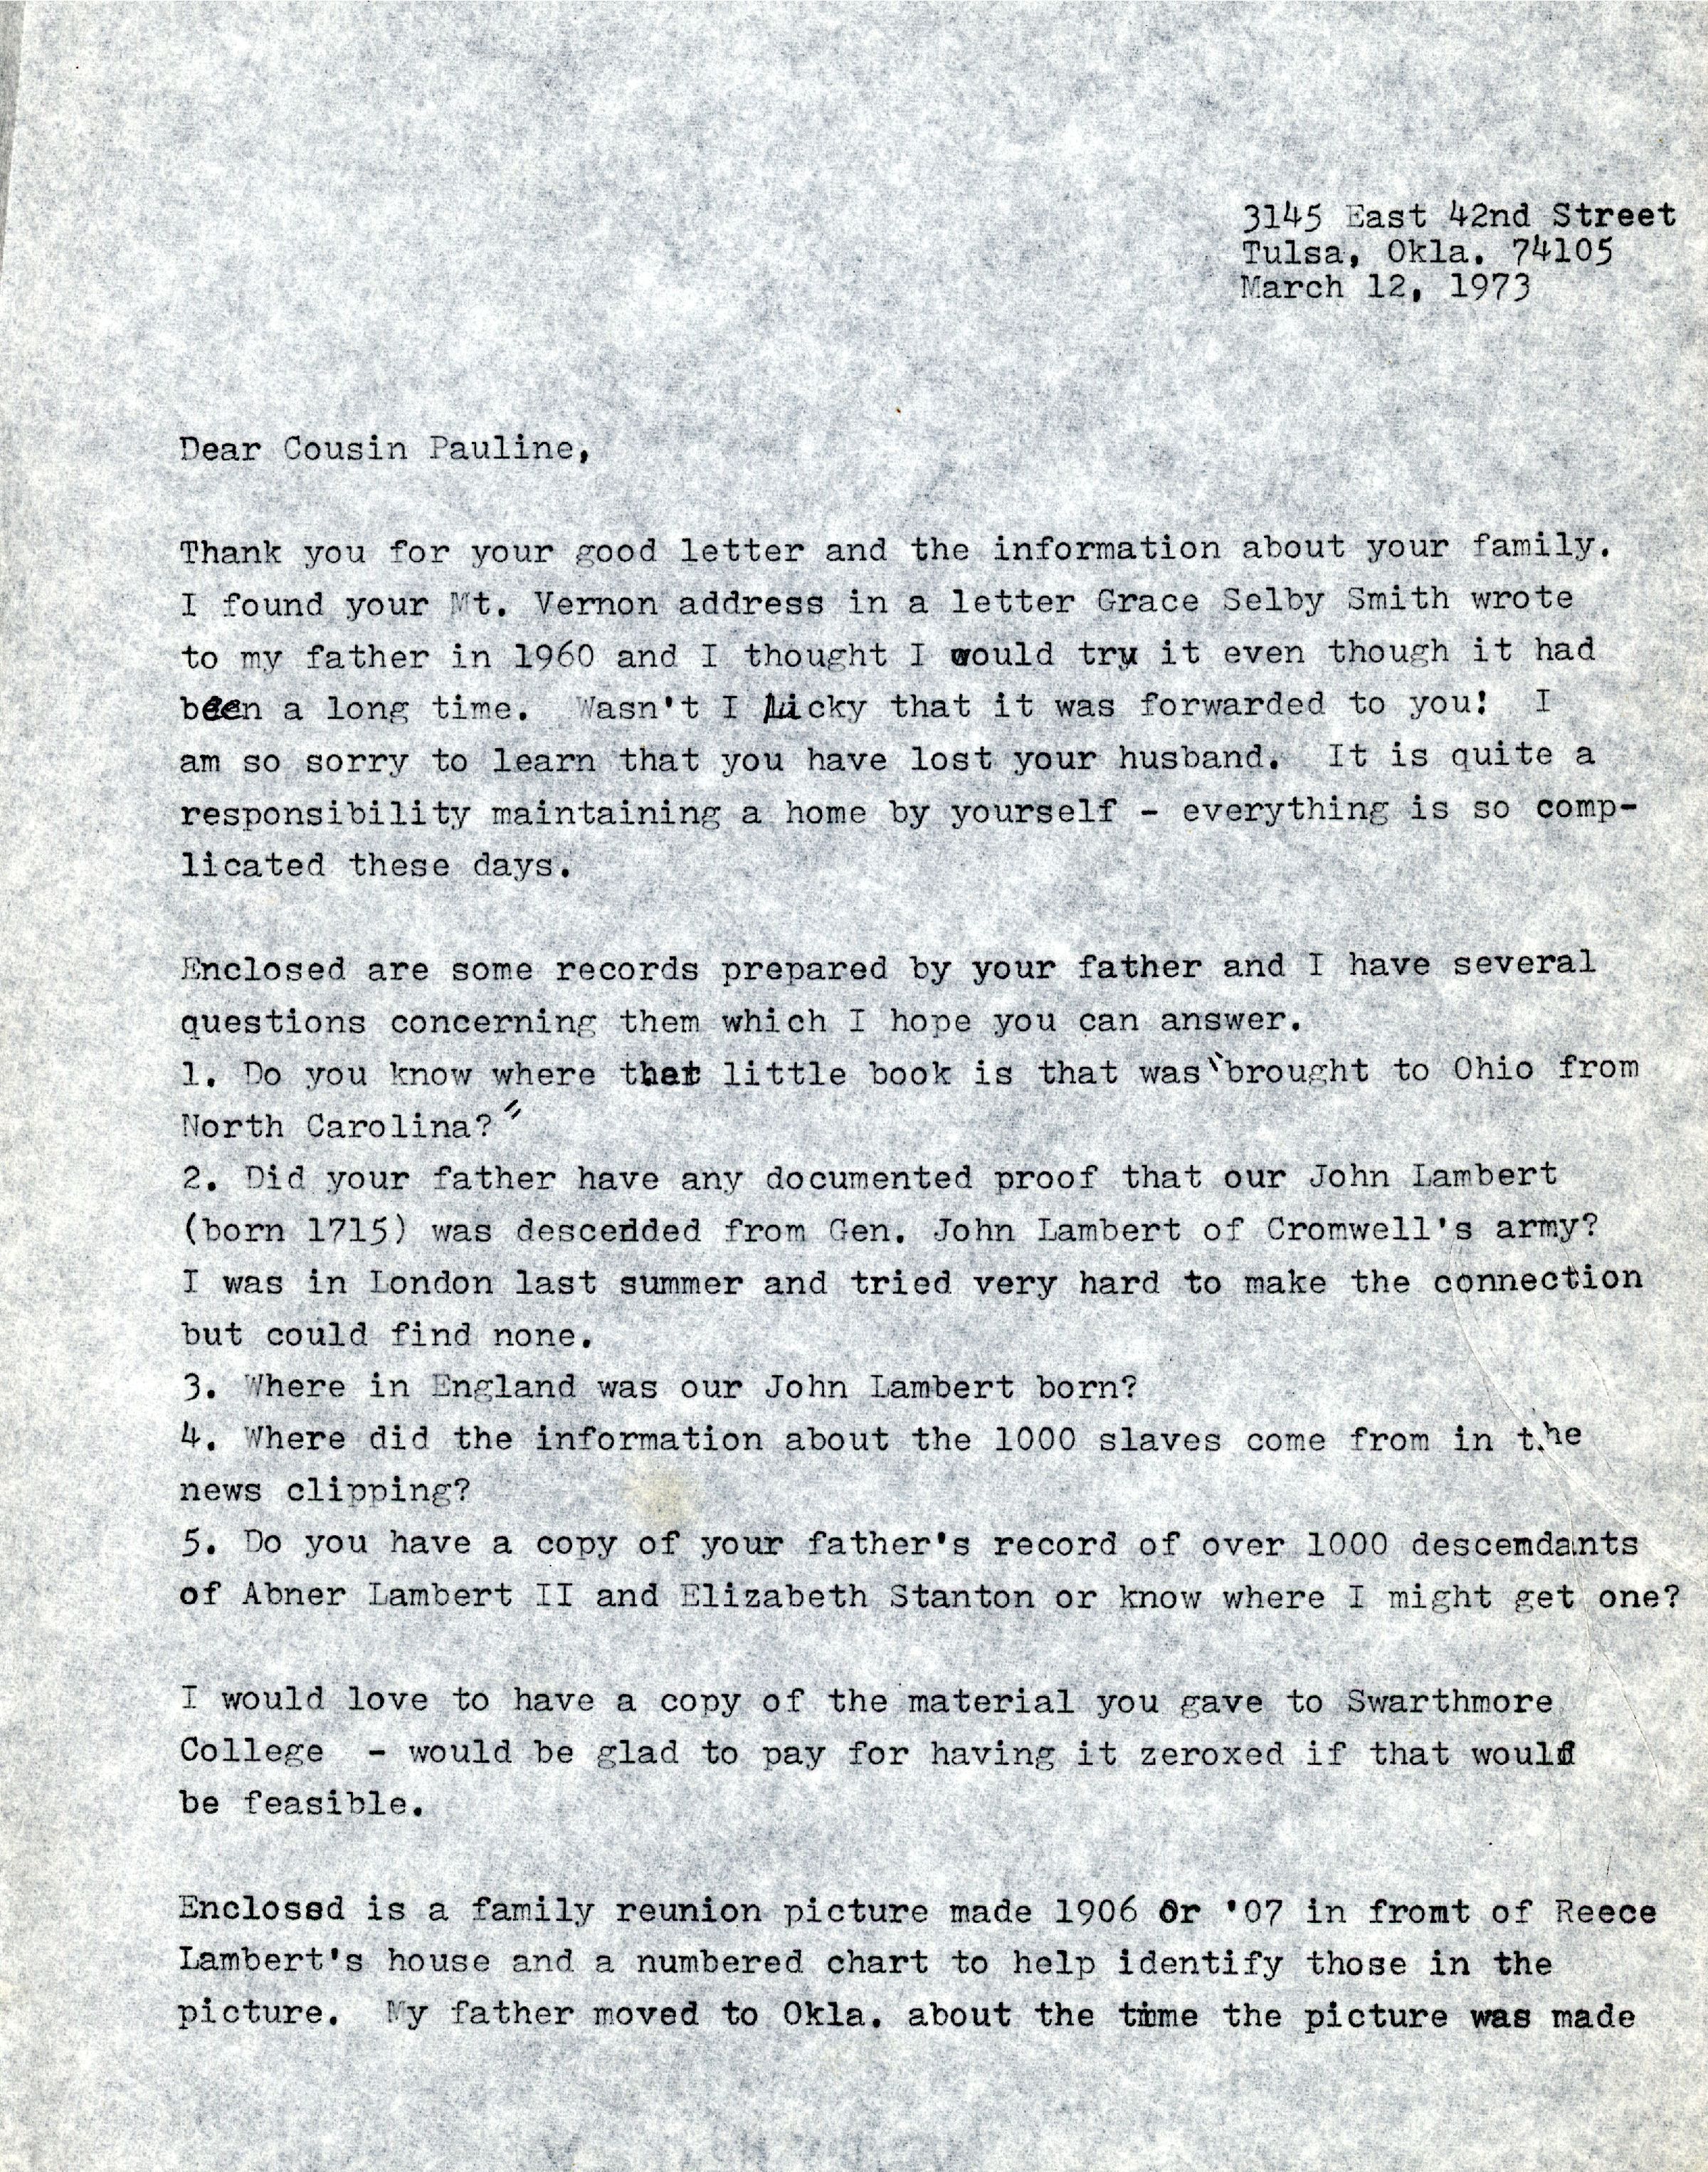 3145 East 42nd Street
Tulsa, Okla. 74105
March 12, 1973
Dear Cousin Pauline,
Thank you for your good letter and the information about your family.
I found your Mt. Vernon address in a letter Grace Selby Smith wrote
to my father in 1960 and I thought I would try it even though it had
been a long time.  Wasn't I lucky that it was forwarded to you!  I
am so sorry to learn that you have lost your husband.  It is quite a
responsibility maintaining a home by yourself - everything is so comp-
licated these days.
Enclosed are some records prepared by your father and I have several
questions concerning them which I hope you can answer.
1. Do you know where that little book is that was "brought to Ohio from
North Carolina?"
2. Did your father have any documented proof that our John Lambert
(born 1715) was descedded from Gen. John Lambert of Cromwell's army?
I was in London last summer and tried very hard to make the connection
but could find none.
3. Where in England was our John Lambert born?
4. Where did the information about the 1000 slaves come from in the
news clipping?
5. Do you have a copy of your father's record of over 1000 descendants
of Abner Lambert II and Elizabeth Stanton or know where I might get one?
I would love to have a copy of the material you gave to Swarthmore
College  - would be glad to pay for having it zeroxed if that would
be feasible.
Enclosed is a family reunion picture made 1906 or '07 in front of Reece
Lambert's house and a numbered chart to help identify those in the
picture.  My father moved to Okla. about the time the picture was made